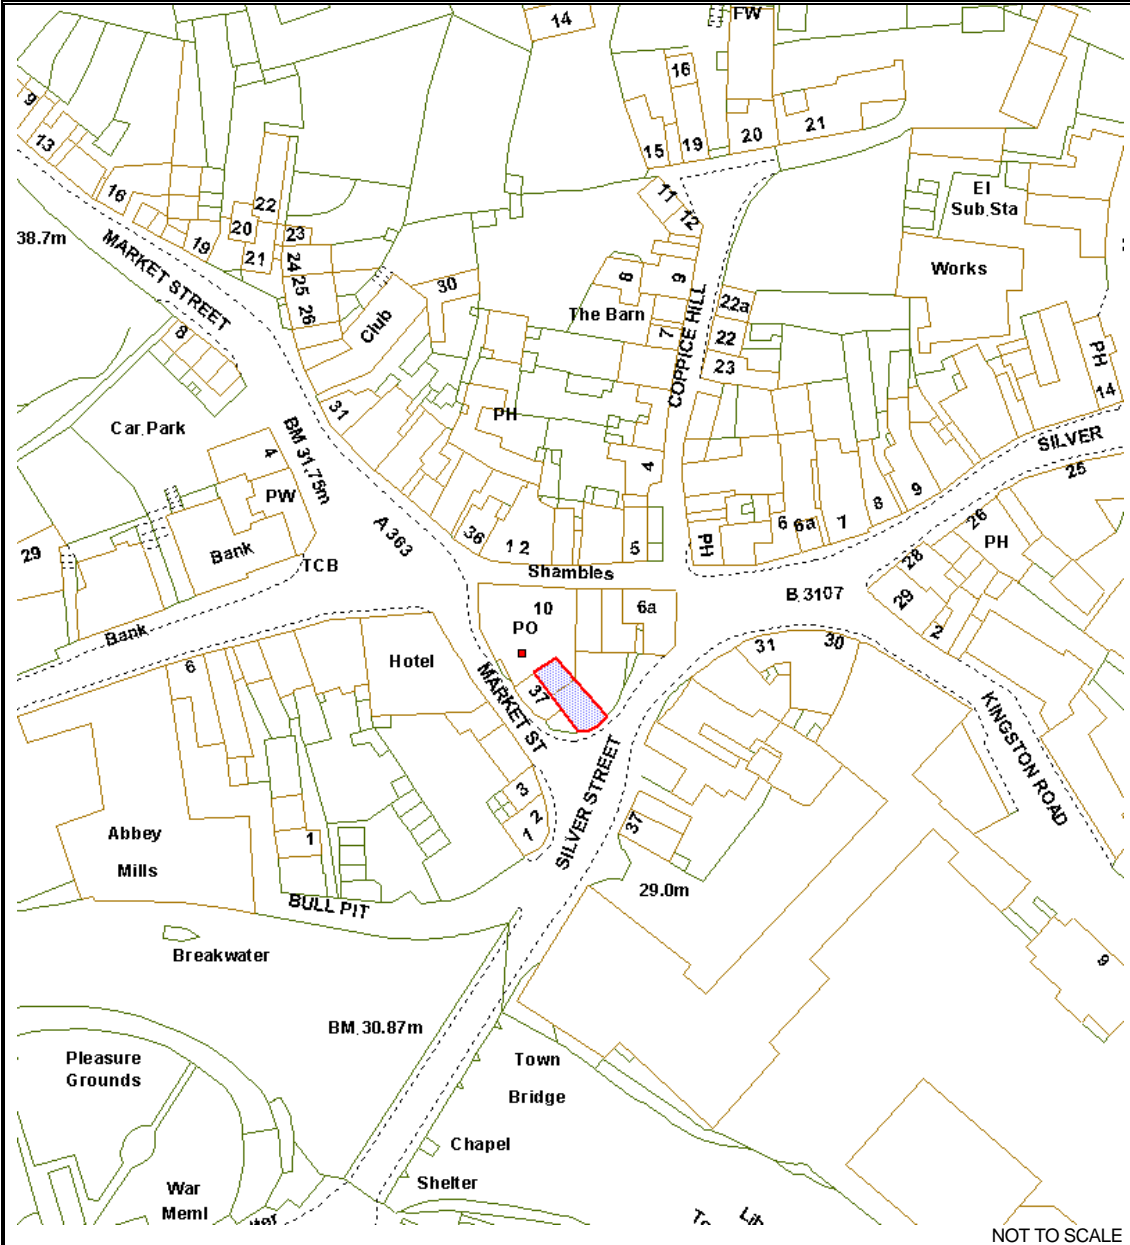 14
FW
9
13
16
15
19
20
21
16
22
20
21
19
23
24
25
26
38.7m
MARKET STREET
8
30
Club
31
11
12
El
Sub Sta
Works
8
The Barn
9
7
22a
22
23
COPPICE HILL
PH
14
Car Park
BM 31.75m
4
PW
PH
4
SILVER
25
29
Bank
TCB
A 363
36
1 2
5
PH
6
6a
7
8
9
26
PH
28
29
2
Shambles
B 3107
Bank
10
PO
6a
6
Hotel
37
MARKET ST
31
30
KINGSTON ROAD
3
2
1
SILVER STREET
37
Abbey
Mills
1
29.0m
BULL PIT
Breakwater
9
BM 30.87m
Pleasure
Grounds
Town
Bridge
Chapel
Shelter
War
Meml
NOT TO SCALE